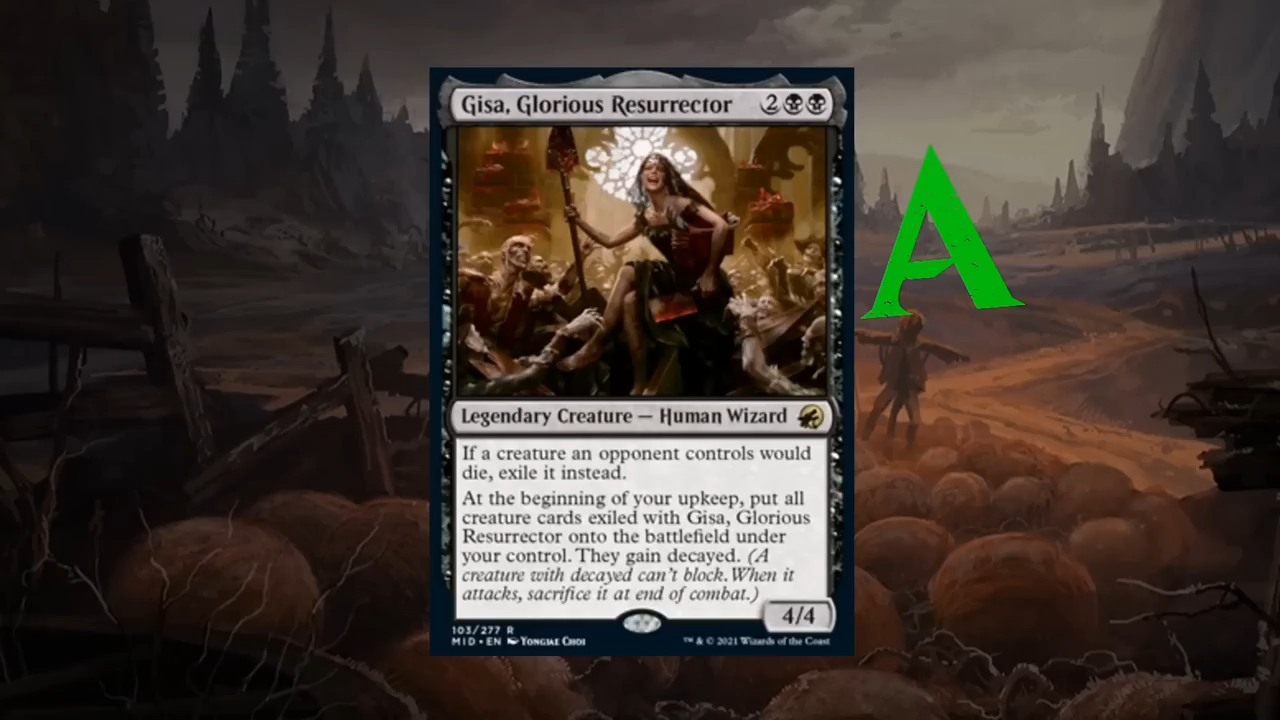 Gisa, Glorious Resurrector 2
A
Legendary Creature — Human Wizard
If a creature an opponent controls would
die, exile it instead.
At the beginning of your upkeep, put all
creature cards exiled with Gisa, Glorious
Resurrector onto the battlefield under
your control. They gain decayed. (A
creature with decayed can't block. When it
attacks, sacrifice it at end of combat.)
4/4
103/277 R
MID • EN Yongjae Choi
™ & © 2021 Wizards of the Coast